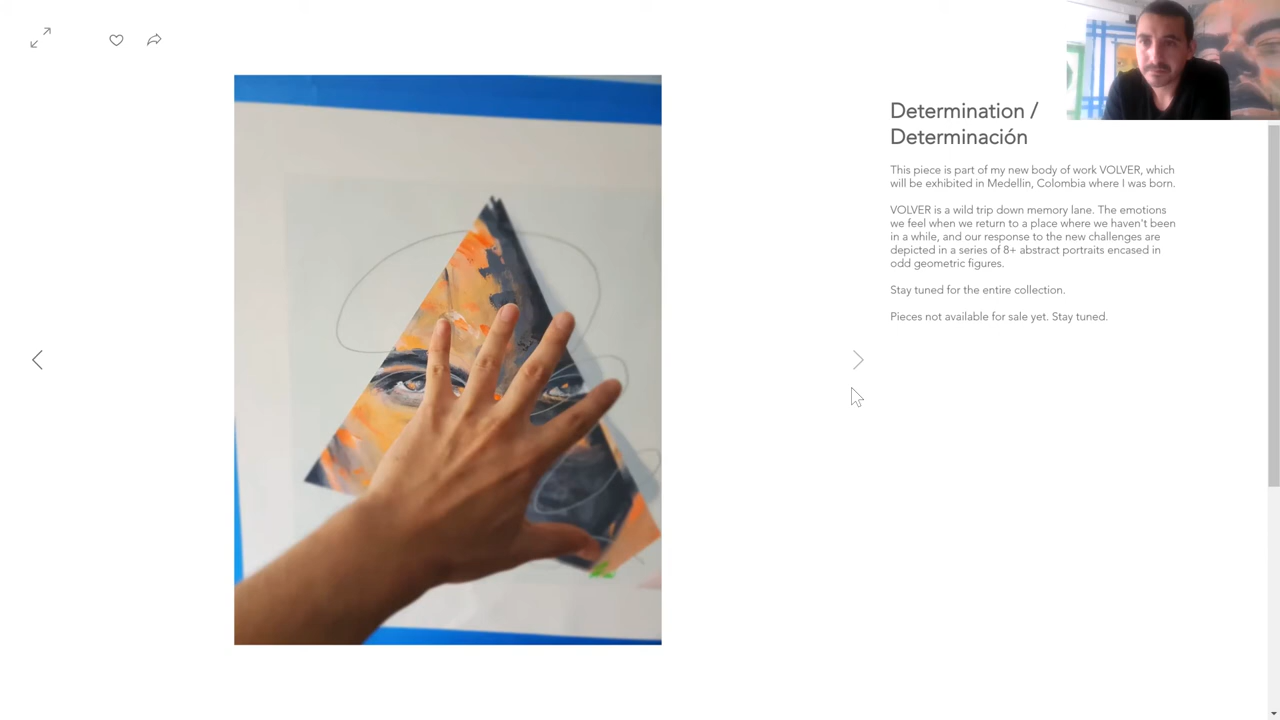 Determination /
Determinación
This piece is part of my new body of work VOLVER, which
will be exhibited in Medellin, Colombia where I was born.
VOLVER is a wild trip down memory lane. The emotions
we feel when we return to a place where we haven't been
in a while, and our response to the new challenges are
depicted in a series of 8+ abstract portraits encased in
odd geometric figures.
Stay tuned for the entire collection.
Pieces not available for sale yet. Stay tuned.